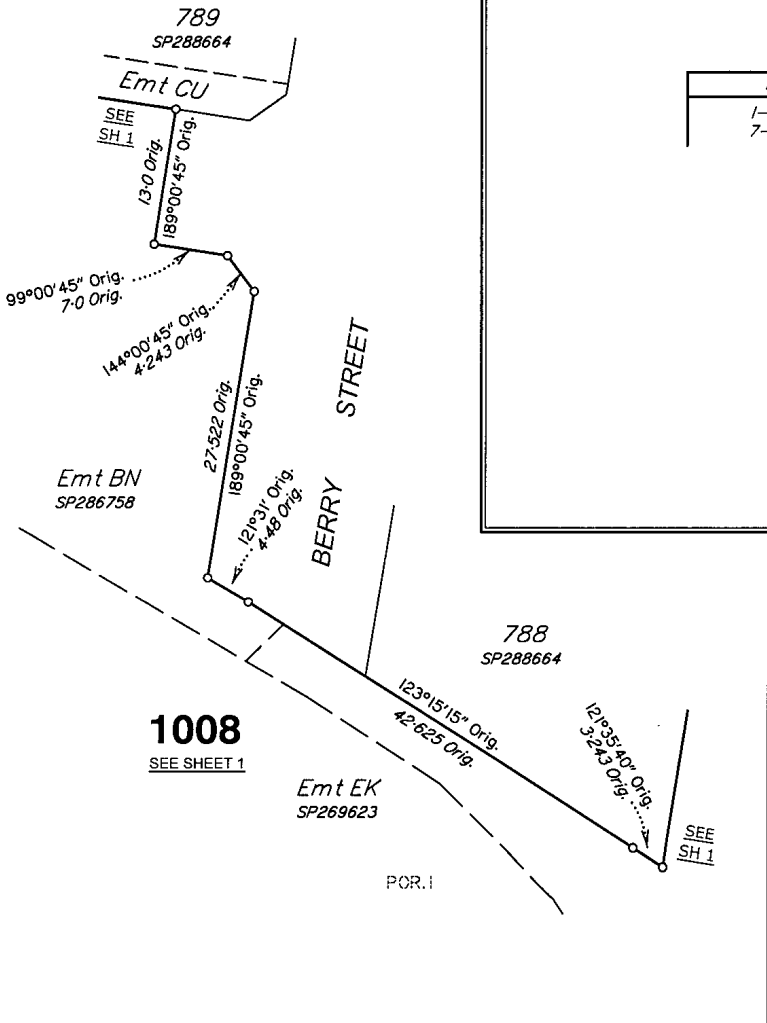 789
SP288664
Emt CU
SEE
SH 1
13·0 Orig.
189°00'45" Orig.
1–
7–
99°00'45" Orig.
7·0 Orig.
144°00'45" Orig.
4·243 Orig.
BERRY STREET
27·522 Orig.
189°00'45" Orig.
Emt BN
SP286758
121°31' Orig.
4·48 Orig.
788
SP288664
123°15'15" Orig.
42·625 Orig.
121°35'40" Orig.
3·243 Orig.
1008
SEE SHEET 1
Emt EK
SP269623
SEE
SH 1
POR.1